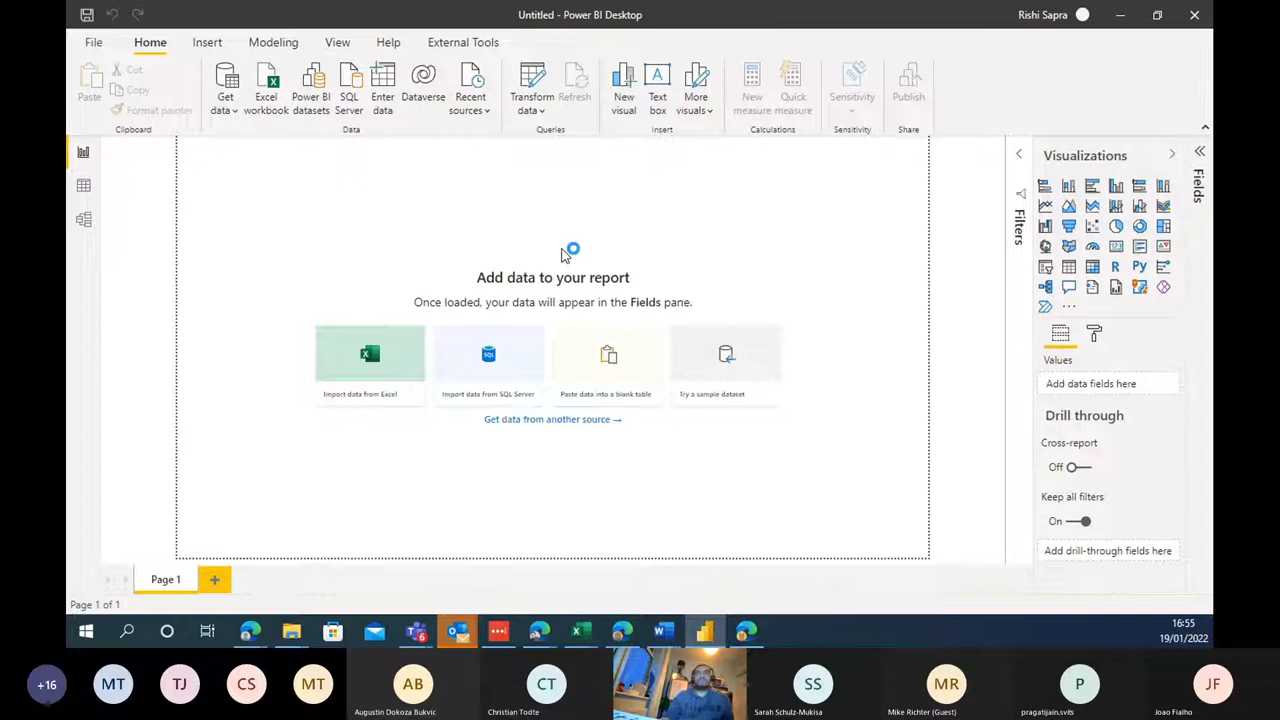 Untitled - Power BI Desktop
Rishi Sapra
File
Home
Insert
Modeling
View
Help
External Tools
Paste
Cut
Copy
Format painter
Clipboard
Get data
Excel workbook
Power BI datasets
SQL Server
Enter data
Dataverse
Recent sources
Data
Transform data
Refresh
Queries
New visual
Text box
More visuals
Insert
New measure
Quick measure
Calculations
Sensitivity
Sensitivity
Publish
Share
Add data to your report
Once loaded, your data will appear in the Fields pane.
X
SQL
Import data from Excel
Import data from SQL Server
Paste data into a blank table
Try a sample dataset
Get data from another source →
Filters
Visualizations
R
Py
Values
Add data fields here
Drill through
Cross-report
Off
Keep all filters
On
Add drill-through fields here
Fields
Page 1
Page 1 of 1
16:55
19/01/2022
+16
MT
TJ
CS
MT
AB
Augustin Dokoza Bukvic
CT
Christian Todte
SS
Sarah Schulz-Mukisa
MR
Mike Richter (Guest)
P
pragatijain.svits
JF
Joao Fialho